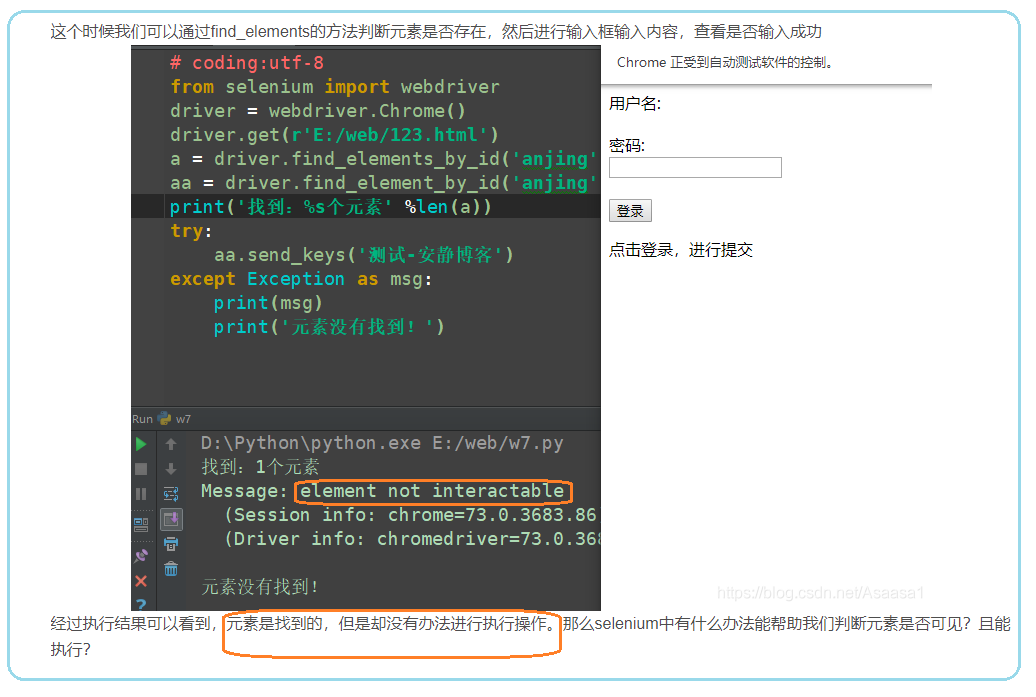 这个时候我们可以通过find_elements的方法判断元素是否存在，然后进行输入框输入内容，查看是否输入成功
# coding:utf-8
from selenium import webdriver
driver = webdriver.Chrome()
driver.get(r'E:/web/123.html')
a = driver.find_elements_by_id('anjing'
aa = driver.find_element_by_id('anjing'
print('找到：%s个元素' %len(a))
try:
aa.send_keys('测试-安静博客')
except Exception as msg:
print(msg)
print('元素没有找到！')
Chrome 正受到自动测试软件的控制。
用户名:
密码:
登录
点击登录，进行提交
Run w7
D:\Python\python.exe E:/web/w7.py
找到：1个元素
Message: element not interactable
(Session info: chrome=73.0.3683.86
(Driver info: chromedriver=73.0.368
元素没有找到！
https://blog.csdn.net/Asaasa1
经过执行结果可以看到，元素是找到的，但是却没有办法进行执行操作。那么selenium中有什么办法能帮助我们判断元素是否可见？且能
执行？